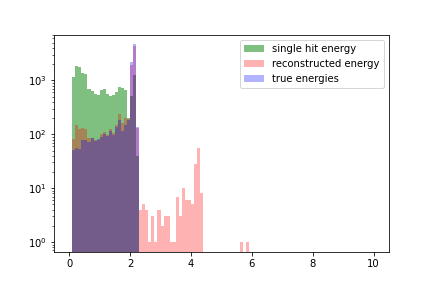 single hit energy
reconstructed energy
true energies
10³
10²
10¹
10⁰
0 2 4 6 8 10